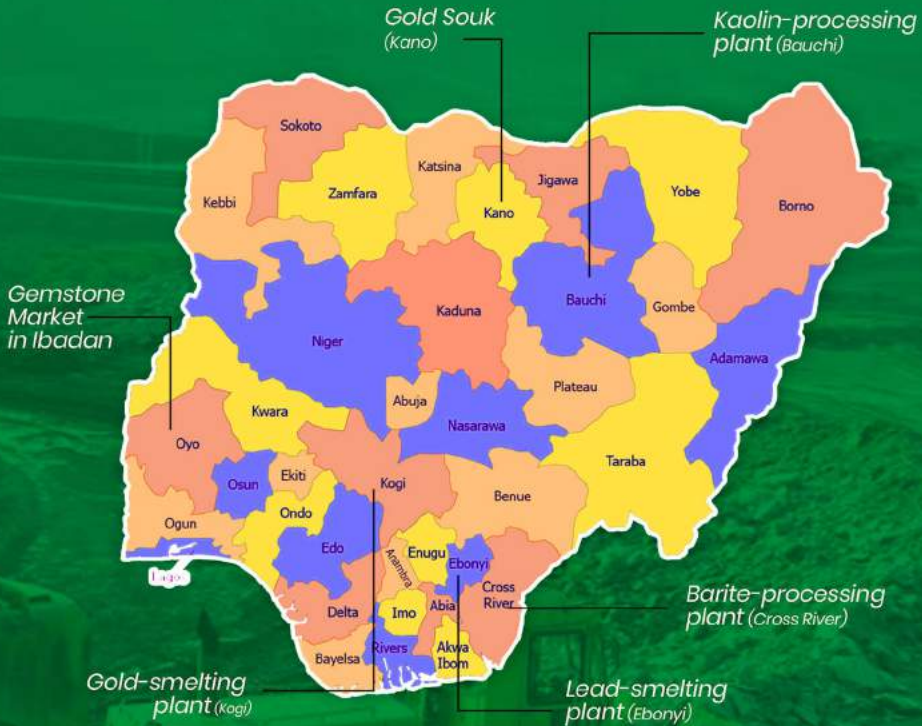 Gold Souk
(Kano)
Kaolin-processing
plant (Bauchi)
Sokoto
Katsina
Jigawa
Yobe
Borno
Kebbi
Zamfara
Kano
Gemstone
Market
in Ibadan
Kaduna
Bauchi
Gombe
Niger
Adamawa
Abuja
Plateau
Kwara
Nasarawa
Oyo
Taraba
Osun
Ekiti
Kogi
Benue
Ogun
Ondo
Edo
Enugu
Ebonyi
Anambra
Lagos
Cross
River
Delta
Imo
Abia
Barite-processing
plant (Cross River)
Bayelsa
Rivers
Akwa
Ibom
Gold-smelting
plant (Kogi)
Lead-smelting
plant (Ebonyi)